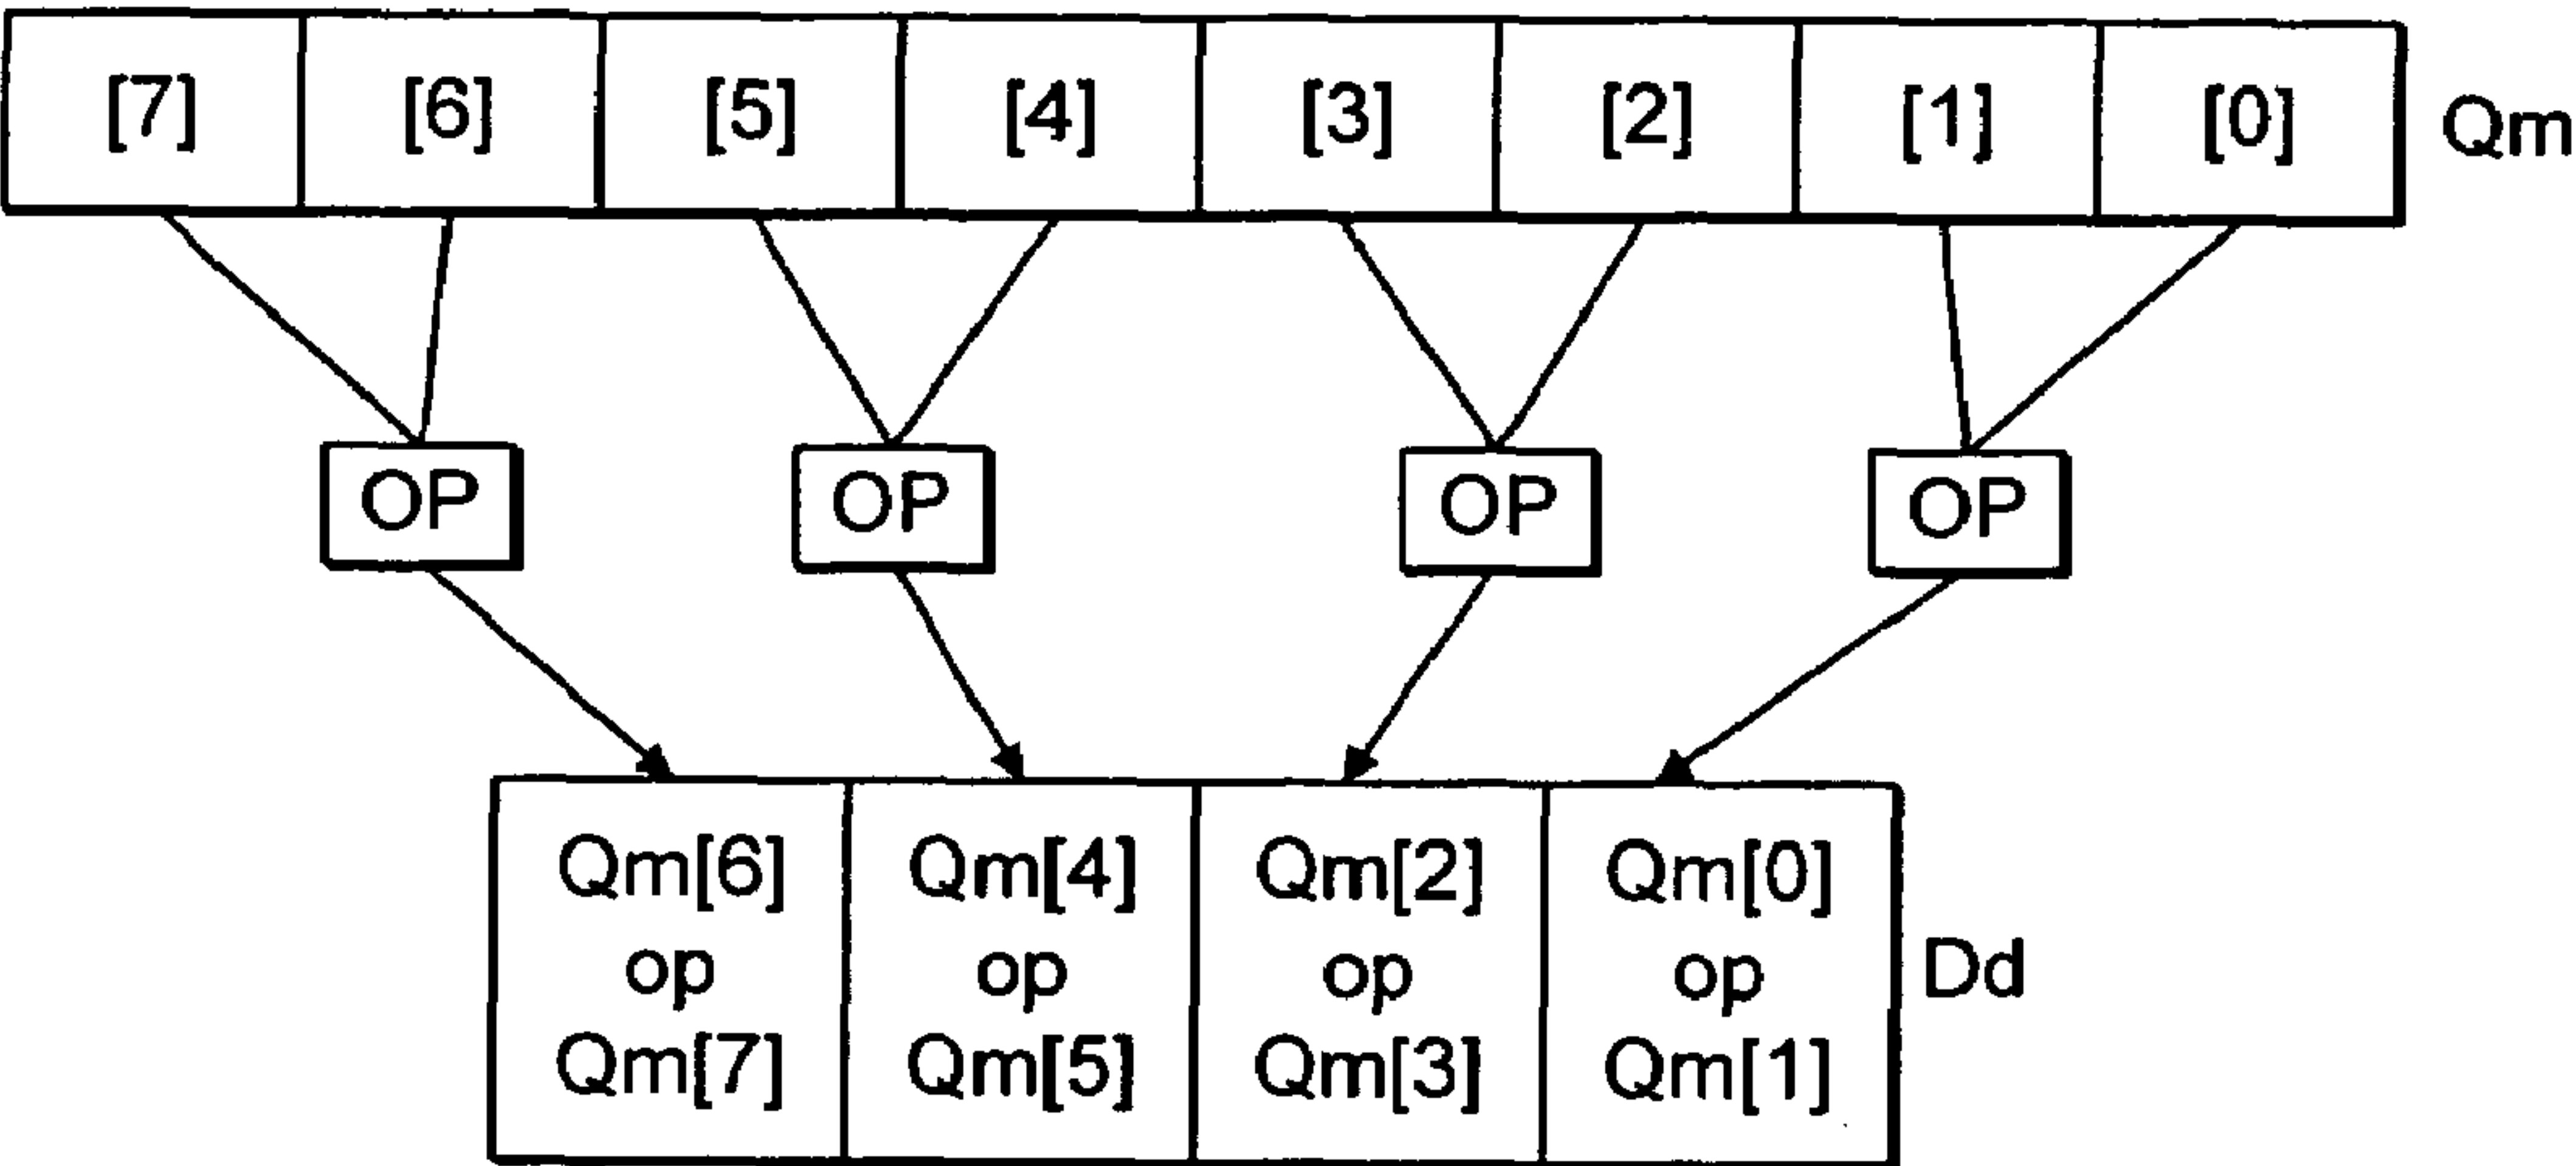 [7] [6] [5] [4] [3] [2] [1] [0] Qm
OP OP OP OP
Qm[6] Qm[4] Qm[2] Qm[0]
op op op op Dd
Qm[7] Qm[5] Qm[3] Qm[1]